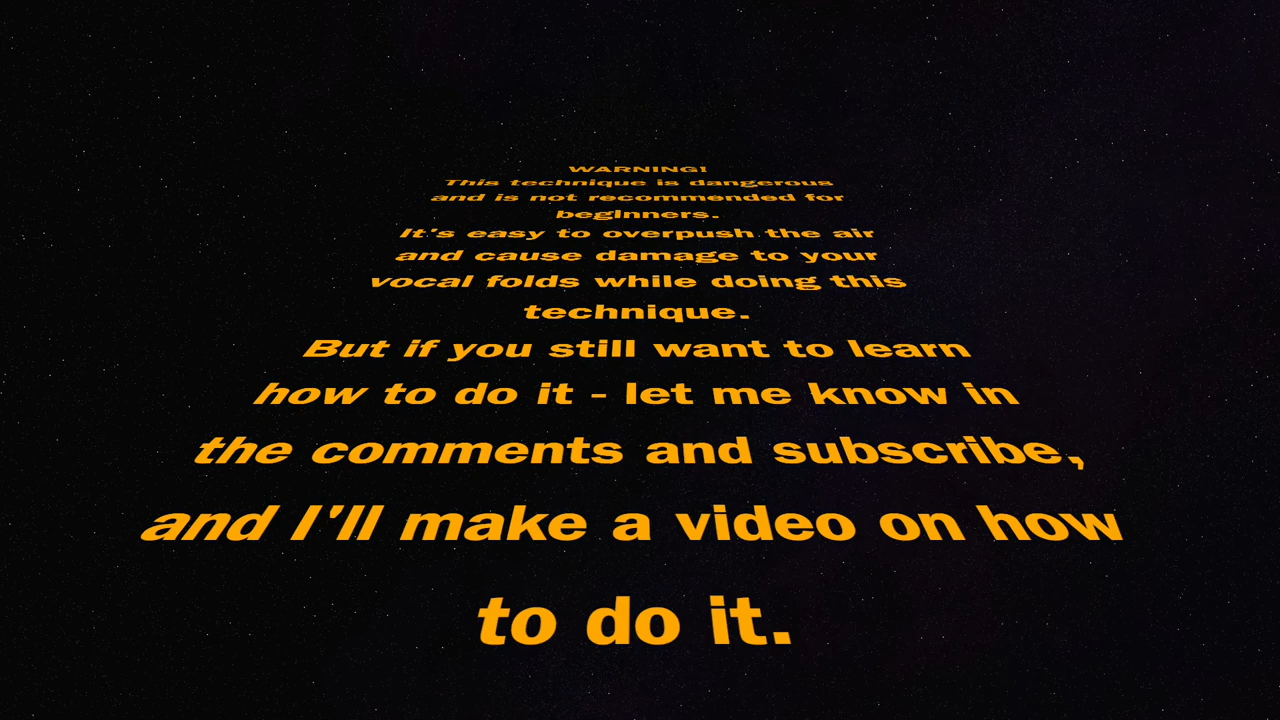 WARNING!
This technique is dangerous
and is not recommended for
begInners.
It's easy to overpush the air
and cause damage to your
vocal folds while doing this
technique.
But if you still want to learn
how to do it - let me know in
the comments and subscribe,
and I'll make a video on how
to do it.